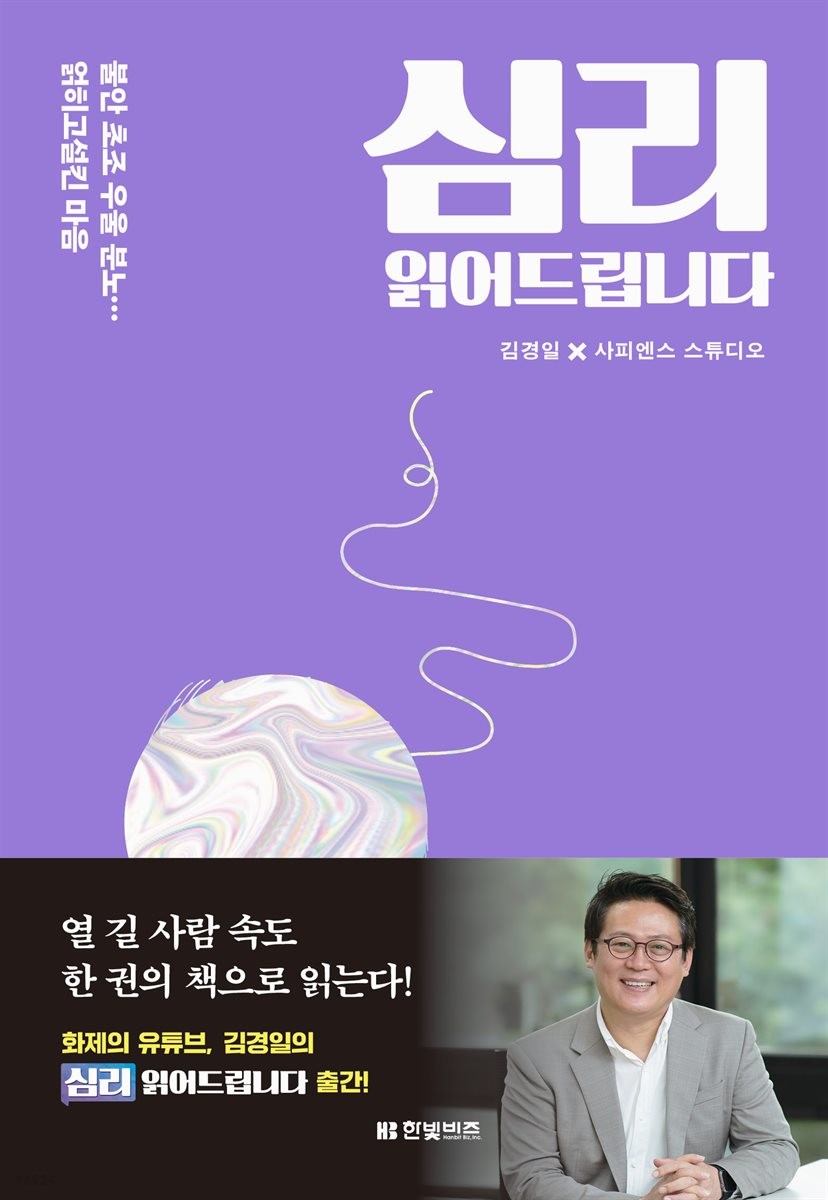 심리
읽어드립니다
김경일 × 사피엔스 스튜디오
불안 초조 우울 분노…
얽히고설킨 마음
열 길 사람 속도
한 권의 책으로 읽는다!
화제의 유튜브, 김경일의
심리 읽어드립니다 출간!
HB 한빛비즈
Hanbit Biz, Inc.